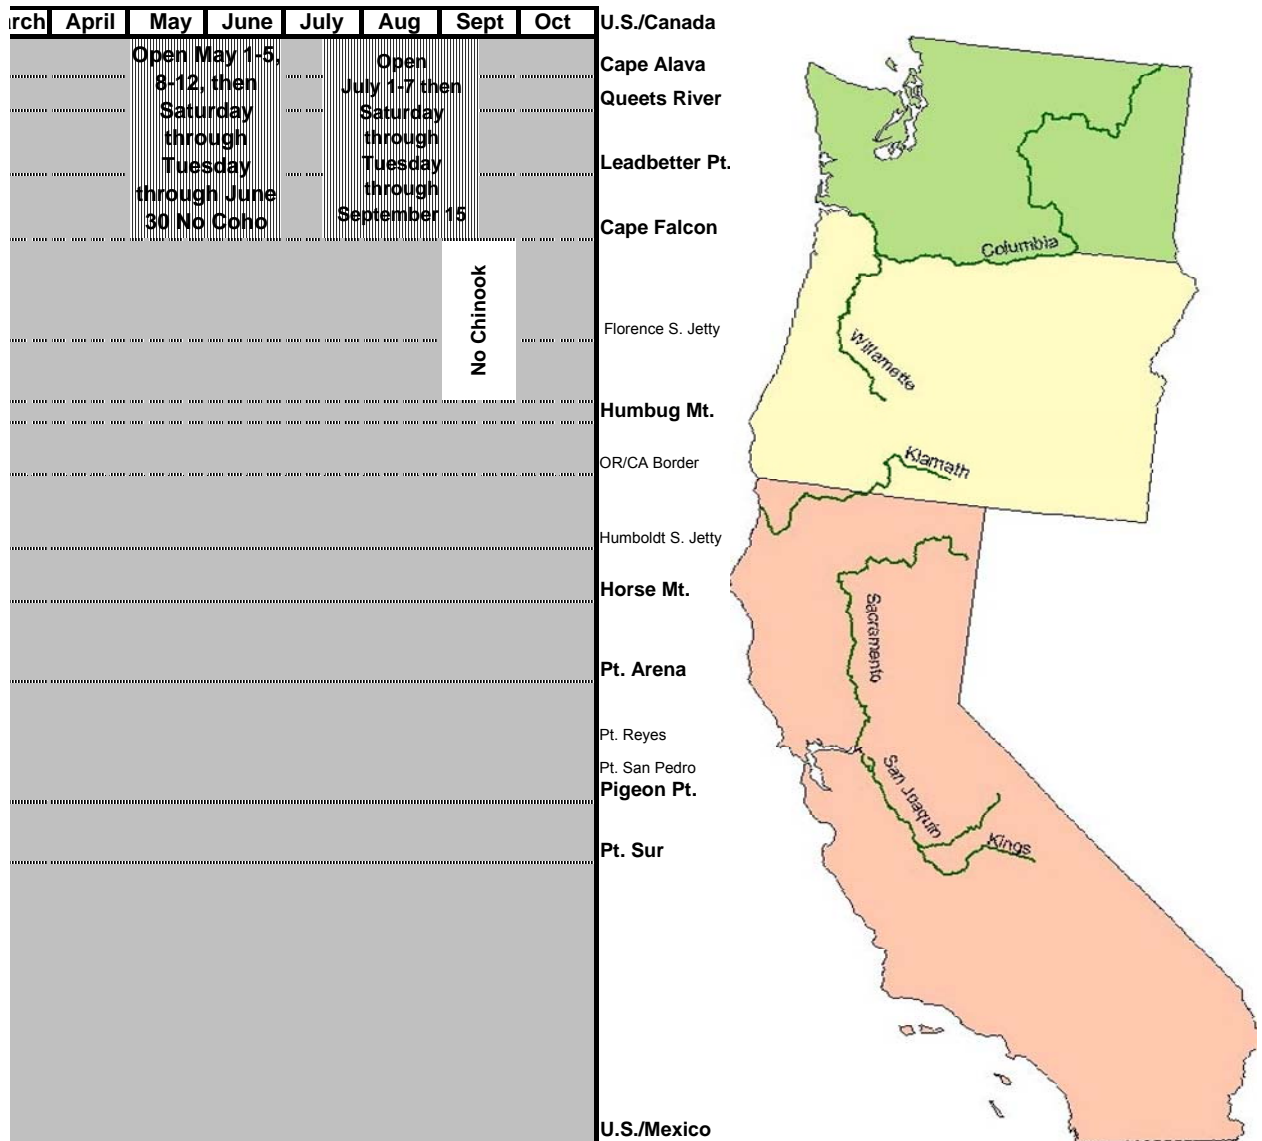 rch April May June July Aug Sept Oct
U.S./Canada
Open May 1-5,
8-12, then
Saturday
through
Tuesday
through June
30 No Coho
Open
July 1-7 then
Saturday
through
Tuesday
through
September 15
No Chinook
Cape Alava
Queets River
Leadbetter Pt.
Cape Falcon
Florence S. Jetty
Humbug Mt.
OR/CA Border
Humboldt S. Jetty
Horse Mt.
Pt. Arena
Pt. Reyes
Pt. San Pedro
Pigeon Pt.
Pt. Sur
U.S./Mexico
Columbia
Willamette
Klamath
Sacramento
San Joaquin
Kings